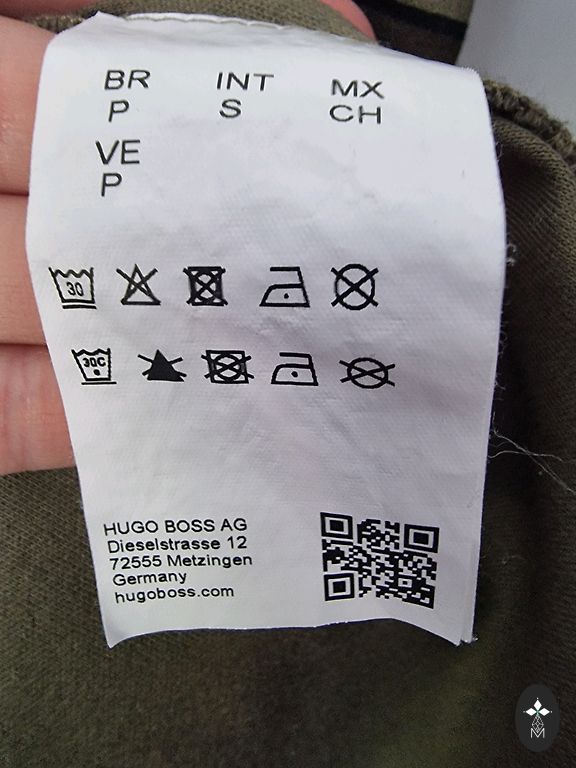 BR INT MX
P S CH
VE
P
30
30C
HUGO BOSS AG
Dieselstrasse 12
72555 Metzingen
Germany
hugoboss.com
M